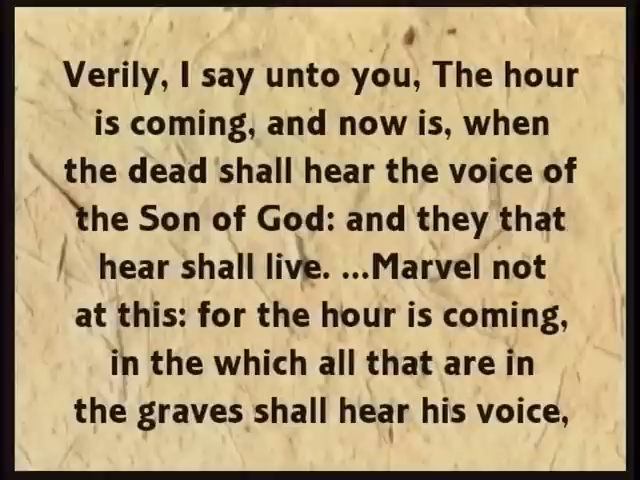 Verily, I say unto you, The hour
is coming, and now is, when
the dead shall hear the voice of
the Son of God: and they that
hear shall live. ...Marvel not
at this: for the hour is coming,
in the which all that are in
the graves shall hear his voice,